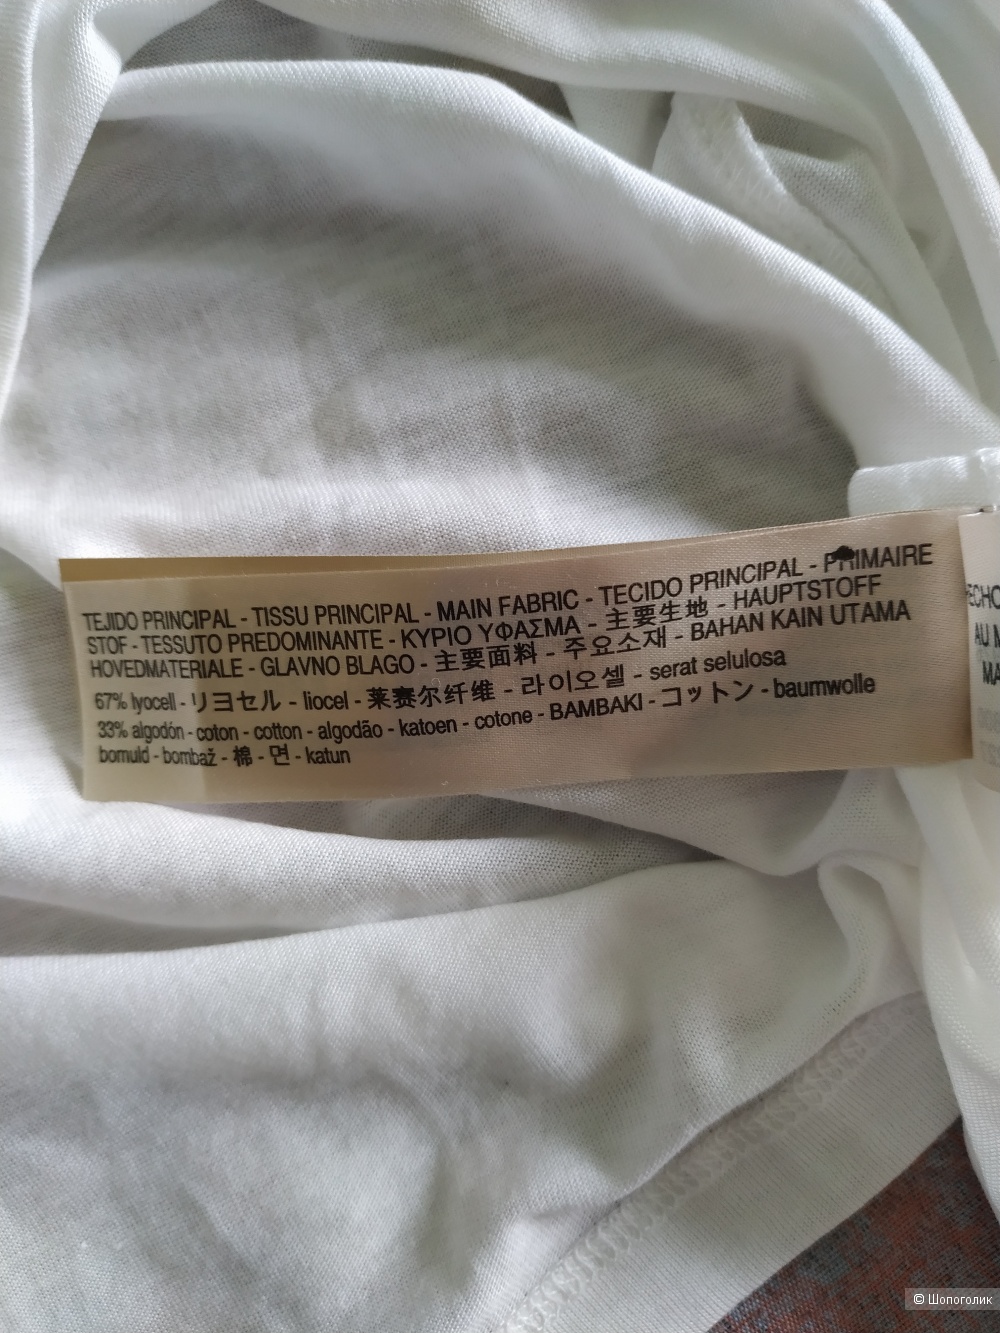 TEJIDO PRINCIPAL - TISSU PRINCIPAL - MAIN FABRIC - TECIDO PRINCIPAL - PRIMAIRE
STOF - TESSUTO PREDOMINANTE - ΚΥΡΙΟ ΥΦΑΣΜΑ - 主要生地 - HAUPTSTOFF
HOVEDMATERIALE - GLAVNO BLAGO - 主要面料 - 주요소재 - BAHAN KAIN UTAMA
67% lyocell - リヨセル - liocel - 莱赛尔纤维 - 라이오셀 - serat selulosa
33% algodón - coton - cotton - algodão - katoen - cotone - BAMBAKI - コットン - baumwolle
bomuld - bombaž - 棉 - 면 - katun
AU
© Шопоголик